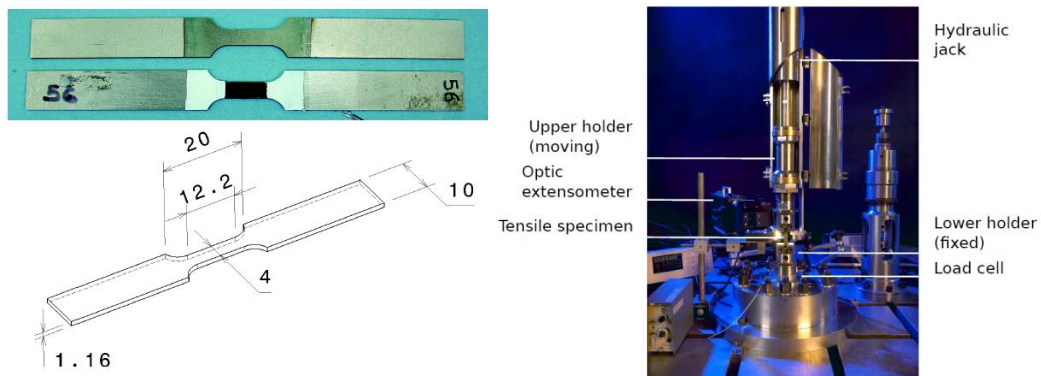 56
56
20
12.2
10
4
1.16
Hydraulic
jack
Upper holder
(moving)
Optic
extensometer
Tensile specimen
Lower holder
(fixed)
Load cell